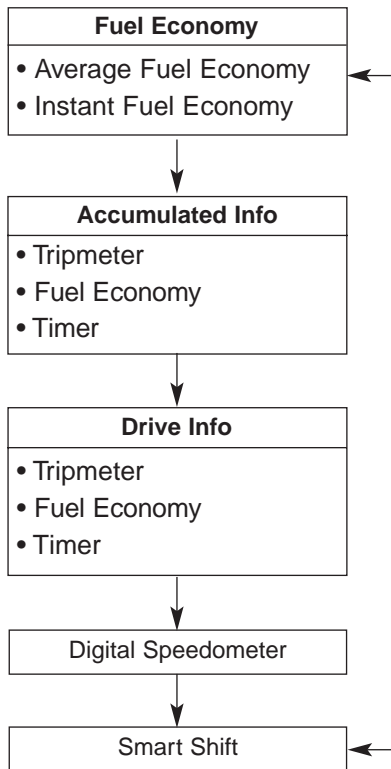 Fuel Economy
• Average Fuel Economy
• Instant Fuel Economy
Accumulated Info
• Tripmeter
• Fuel Economy
• Timer
Drive Info
• Tripmeter
• Fuel Economy
• Timer
Digital Speedometer
Smart Shift